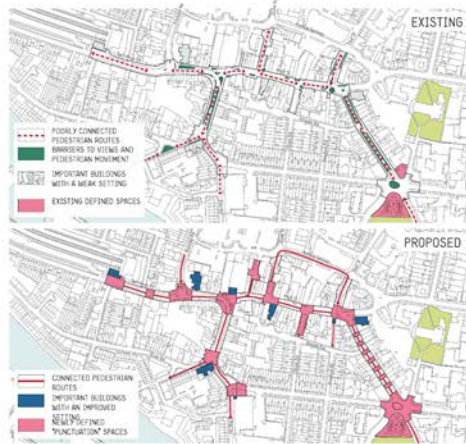 EXISTING
POORLY CONNECTED
PEDESTRIAN ROUTES
BARRIERS TO VIEWS AND
PEDESTRIAN MOVEMENT
IMPORTANT BUILDINGS
WITH A WEAK SETTING
EXISTING DEFINED SPACES
PROPOSED
CONNECTED PEDESTRIAN
ROUTES
IMPORTANT BUILDINGS
WITH AN IMPROVED
SETTING
NEWLY DEFINED
"PUNCTUATION" SPACES